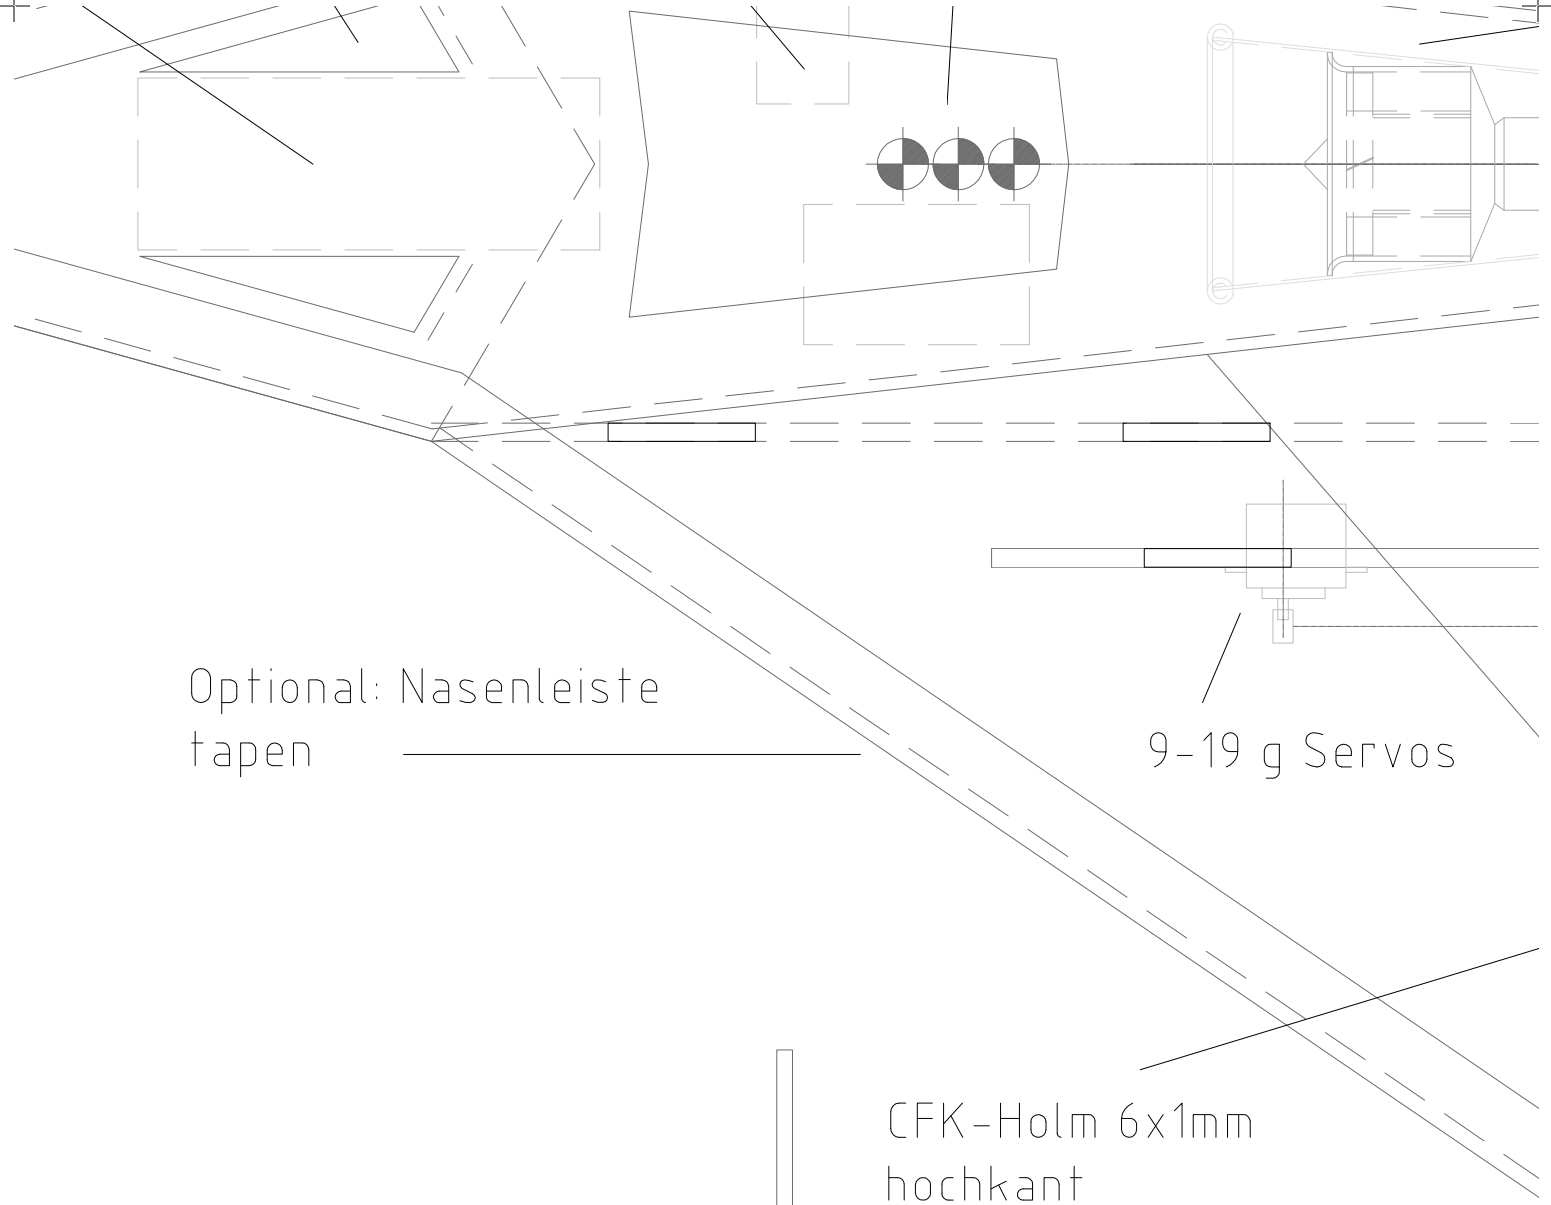 Optional: Nasenleiste
tapen
9-19 g Servos
CFK-Holm 6x1mm
hochkant